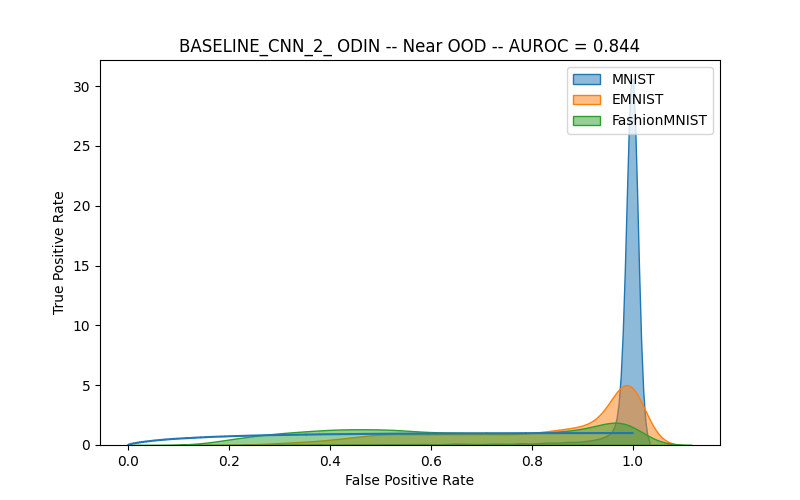 BASELINE_CNN_2_ ODIN -- Near OOD -- AUROC = 0.844
MNIST
EMNIST
FashionMNIST
True Positive Rate
30
25
20
15
10
5
0
0.0 0.2 0.4 0.6 0.8 1.0
False Positive Rate